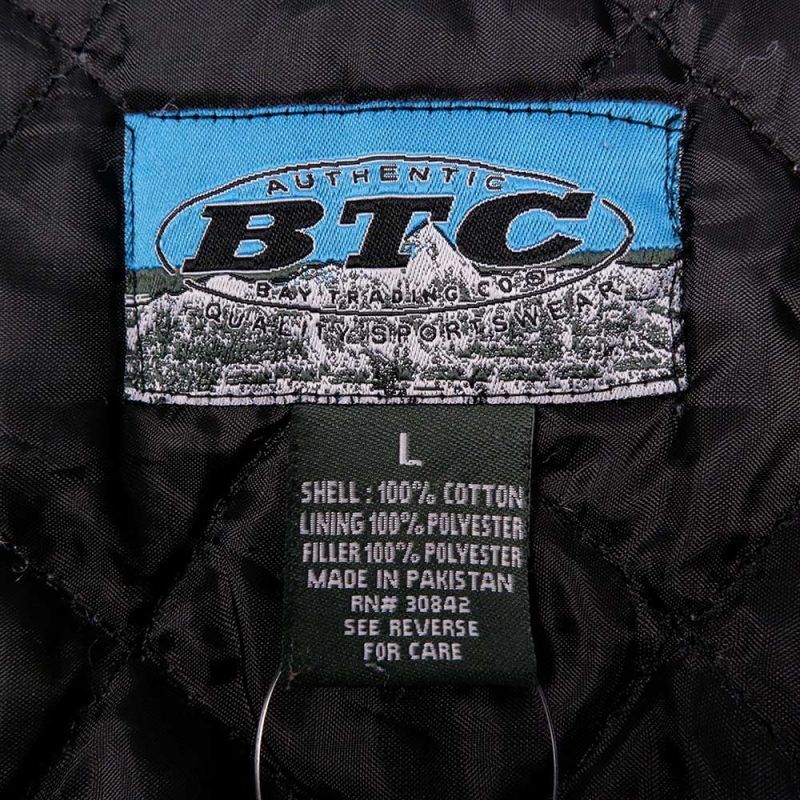 AUTHENTIC
BTC
BAY TRADING CO®
QUALITY SPORTSWEAR
L
SHELL : 100% COTTON
LINING 100% POLYESTER
FILLER 100% POLYESTER
MADE IN PAKISTAN
RN# 30842
SEE REVERSE
FOR CARE